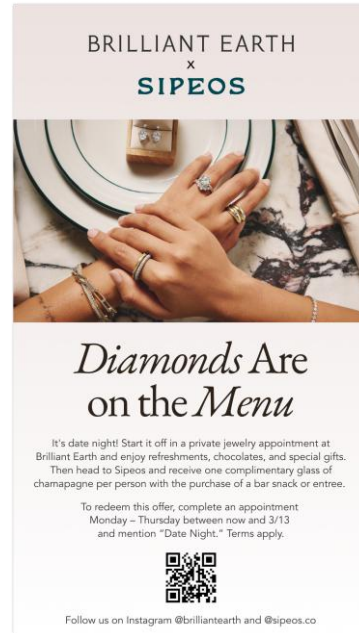 BRILLIANT EARTH
x
SIPEOS
Diamonds Are
on the Menu
It's date night! Start it off in a private jewelry appointment at
Brilliant Earth and enjoy refreshments, chocolates, and special gifts.
Then head to Sipeos and receive one complimentary glass of
chamapagne per person with the purchase of a bar snack or entree.
To redeem this offer, complete an appointment
Monday – Thursday between now and 3/13
and mention "Date Night." Terms apply.
Follow us on Instagram @brilliantearth and @sipeos.co